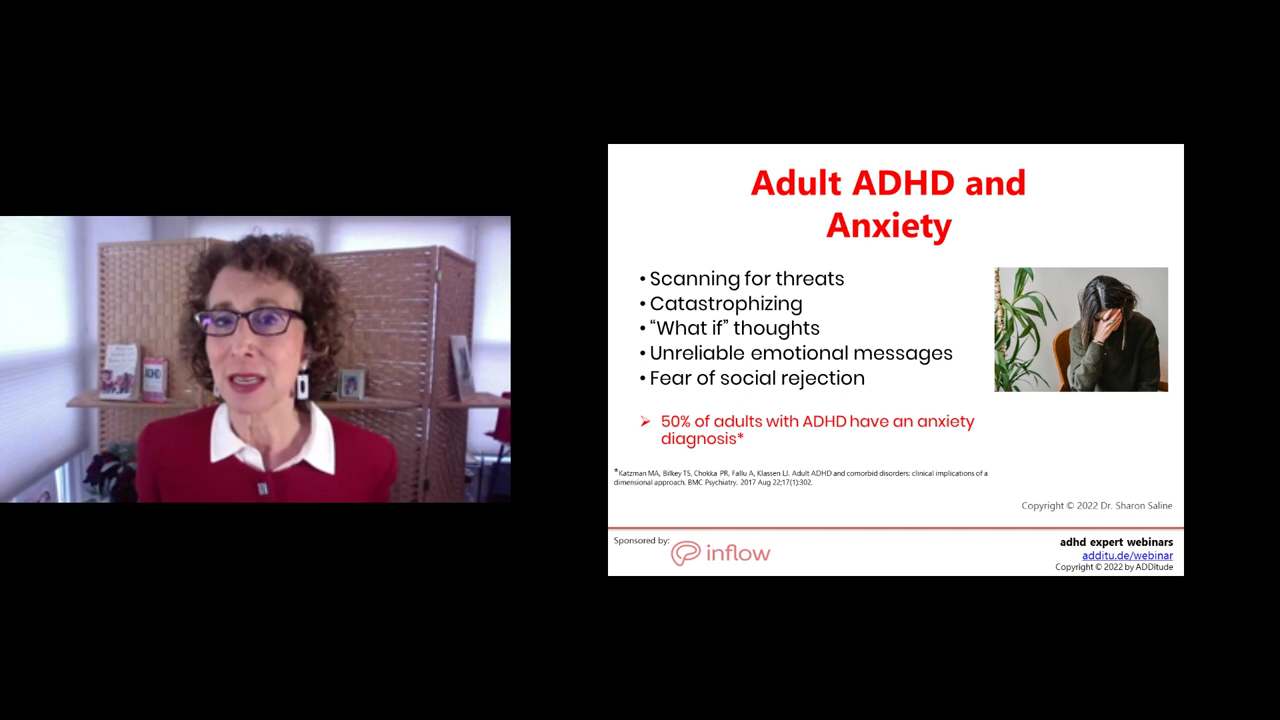 ADHD
Adult ADHD and
Anxiety
• Scanning for threats
• Catastrophizing
• “What if” thoughts
• Unreliable emotional messages
• Fear of social rejection
➢ 50% of adults with ADHD have an anxiety
diagnosis*
*Katzman MA, Bilkey TS, Chokka PR, Fallu A, Klassen LJ. Adult ADHD and comorbid disorders: clinical implications of a
dimensional approach. BMC Psychiatry. 2017 Aug 22;17(1):302.
Copyright © 2022 Dr. Sharon Saline
Sponsored by:
inflow
adhd expert webinars
additu.de/webinar
Copyright © 2022 by ADDitude